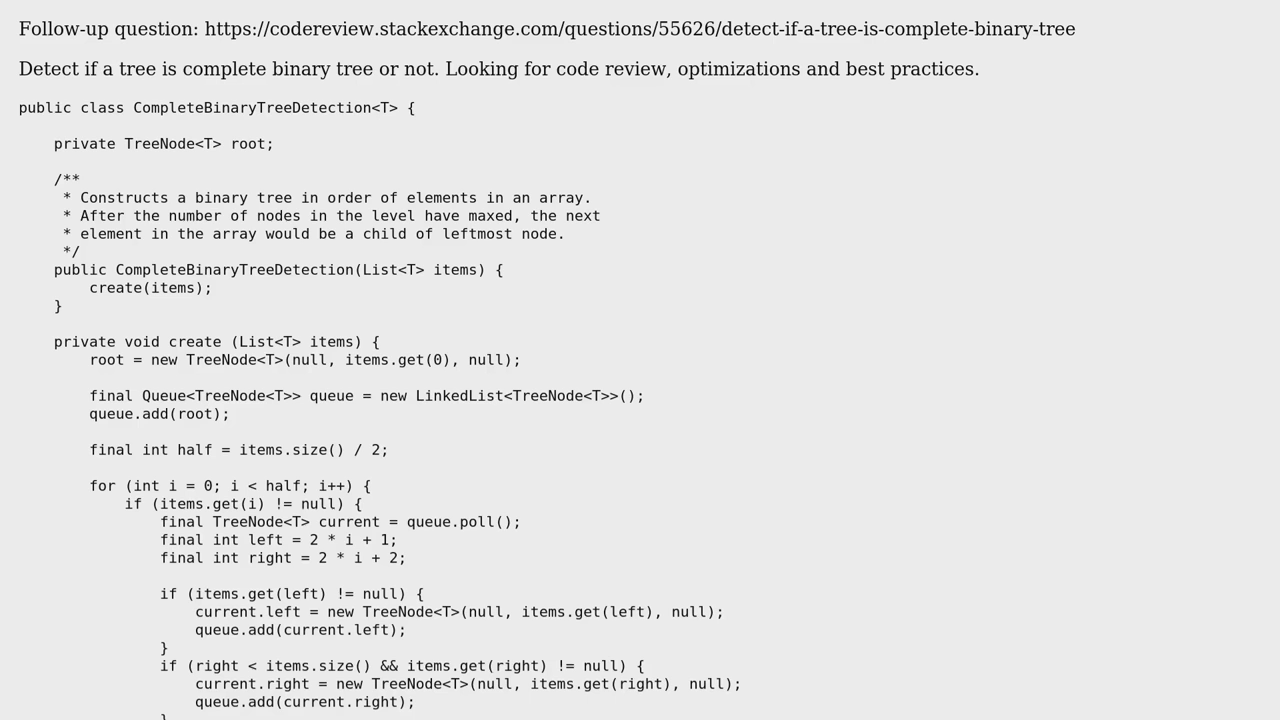 Follow-up question: https://codereview.stackexchange.com/questions/55626/detect-if-a-tree-is-complete-binary-tree
Detect if a tree is complete binary tree or not. Looking for code review, optimizations and best practices.
public class CompleteBinaryTreeDetection<T> {
    private TreeNode<T> root;
    /**
     * Constructs a binary tree in order of elements in an array.
     * After the number of nodes in the level have maxed, the next
     * element in the array would be a child of leftmost node.
     */
    public CompleteBinaryTreeDetection(List<T> items) {
        create(items);
    }
    private void create (List<T> items) {
        root = new TreeNode<T>(null, items.get(0), null);
        final Queue<TreeNode<T>> queue = new LinkedList<TreeNode<T>>();
        queue.add(root);
        final int half = items.size() / 2;
        for (int i = 0; i < half; i++) {
            if (items.get(i) != null) {
                final TreeNode<T> current = queue.poll();
                final int left = 2 * i + 1;
                final int right = 2 * i + 2;
                if (items.get(left) != null) {
                    current.left = new TreeNode<T>(null, items.get(left), null);
                    queue.add(current.left);
                }
                if (right < items.size() && items.get(right) != null) {
                    current.right = new TreeNode<T>(null, items.get(right), null);
                    queue.add(current.right);
                }